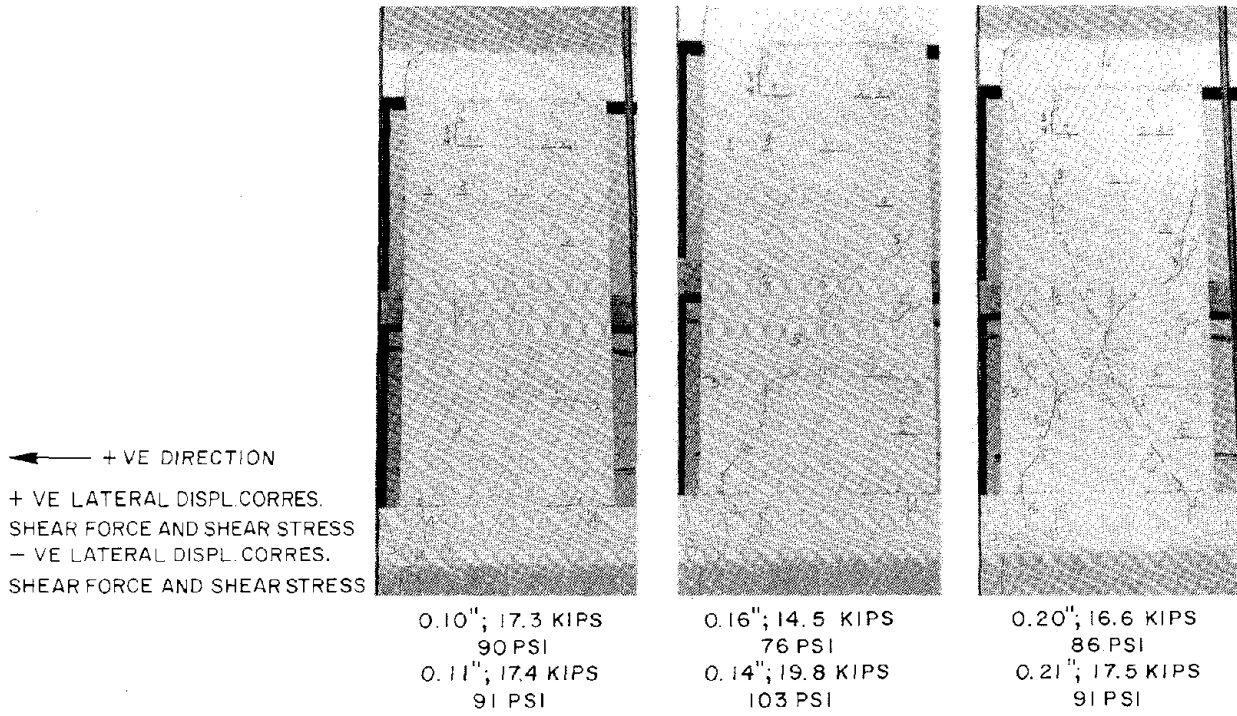 +VE DIRECTION
+ VE LATERAL DISPL.CORRES.
SHEAR FORCE AND SHEAR STRESS
− VE LATERAL DISPL.CORRES.
SHEAR FORCE AND SHEAR STRESS
0.10"; 17.3 KIPS
90 PSI
0.11"; 17.4 KIPS
91 PSI
0.16"; 14.5 KIPS
76 PSI
0.14"; 19.8 KIPS
103 PSI
0.20"; 16.6 KIPS
86 PSI
0.21"; 17.5 KIPS
91 PSI